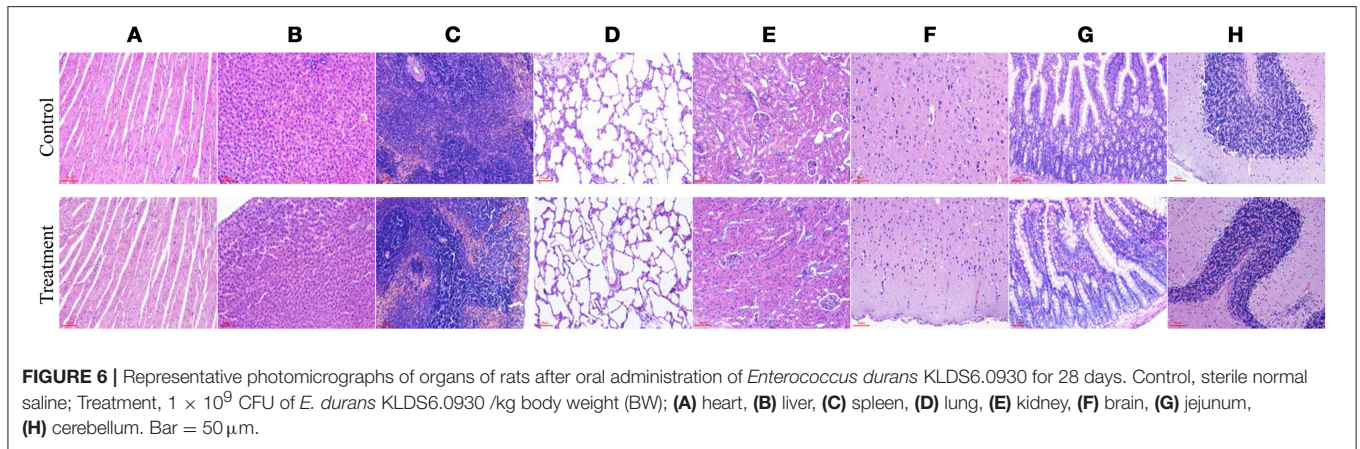 A B C D E F G H
Control
Treatment
FIGURE 6 | Representative photomicrographs of organs of rats after oral administration of Enterococcus durans KLDS6.0930 for 28 days. Control, sterile normal
saline; Treatment, 1 × 10⁹ CFU of E. durans KLDS6.0930 /kg body weight (BW); (A) heart, (B) liver, (C) spleen, (D) lung, (E) kidney, (F) brain, (G) jejunum,
(H) cerebellum. Bar = 50 μm.